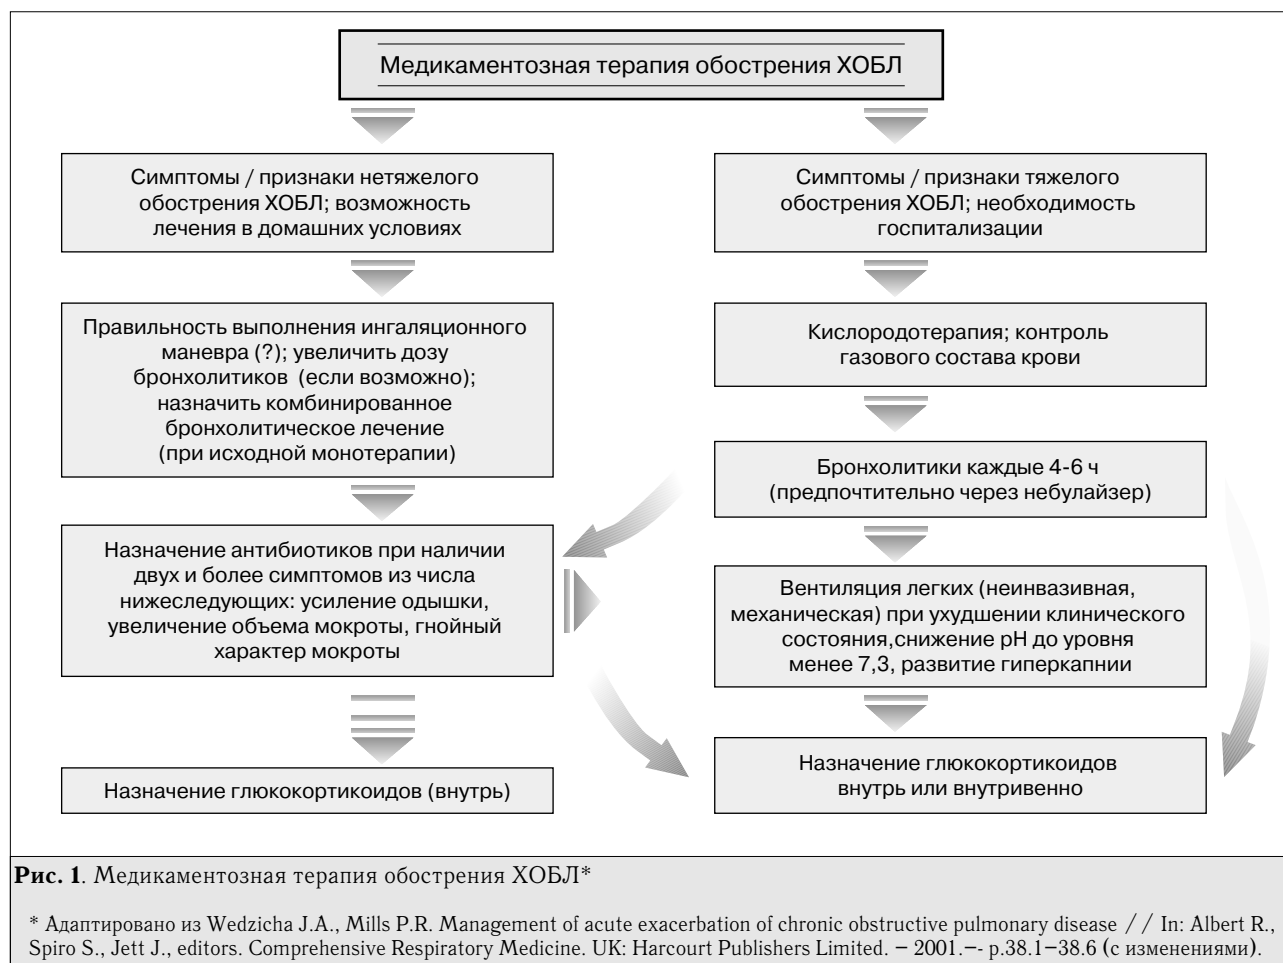 Медикаментозная терапия обострения ХОБЛ
Симптомы / признаки нетяжелого
обострения ХОБЛ; возможность
лечения в домашних условиях
Правильность выполнения ингаляционного
маневра (?); увеличить дозу
бронхолитиков (если возможно);
назначить комбинированное
бронхолитическое лечение
(при исходной монотерапии)
Назначение антибиотиков при наличии
двух и более симптомов из числа
нижеследующих: усиление одышки,
увеличение объема мокроты, гнойный
характер мокроты
Назначение глюкокортикоидов (внутрь)
Симптомы / признаки тяжелого
обострения ХОБЛ; необходимость
госпитализации
Кислородотерапия; контроль
газового состава крови
Бронхолитики каждые 4-6 ч
(предпочтительно через небулайзер)
Вентиляция легких (неинвазивная,
механическая) при ухудшении клинического
состояния,снижение pH до уровня
менее 7,3, развитие гиперкапнии
Назначение глюкокортикоидов
внутрь или внутривенно
Рис. 1. Медикаментозная терапия обострения ХОБЛ*
* Адаптировано из Wedzicha J.A., Mills P.R. Management of acute exacerbation of chronic obstructive pulmonary disease // In: Albert R.,
Spiro S., Jett J., editors. Comprehensive Respiratory Medicine. UK: Harcourt Publishers Limited. – 2001.–- p.38.1–38.6 (с изменениями).